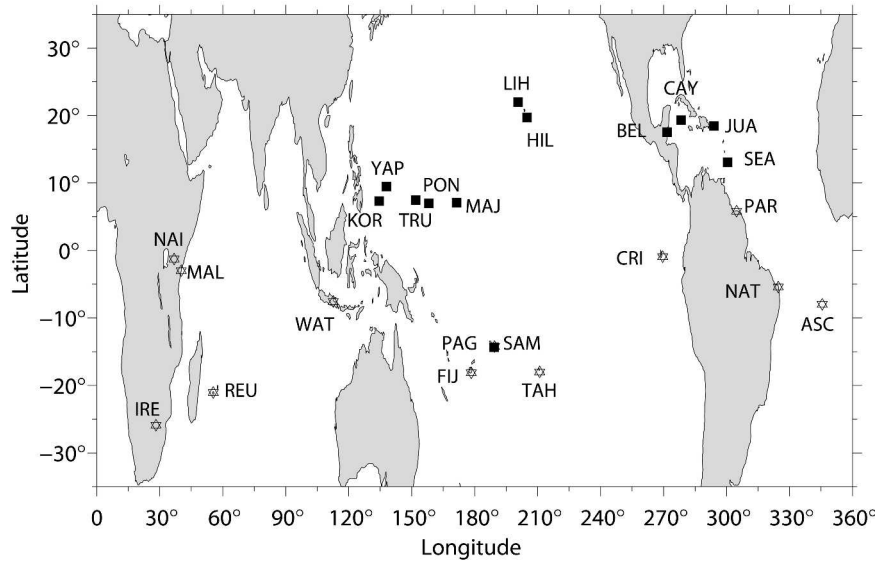 30°
20°
10°
0°
−10°
−20°
−30°
Latitude
LIH
HIL
CAY
BEL
JUA
SEA
YAP
PON
KOR
TRU
MAJ
PAR
NAI
MAL
CRI
NAT
WAT
ASC
PAG
SAM
FIJ
TAH
REU
IRE
0 30° 60° 90° 120° 150° 180° 210° 240° 270° 300° 330° 360°
Longitude